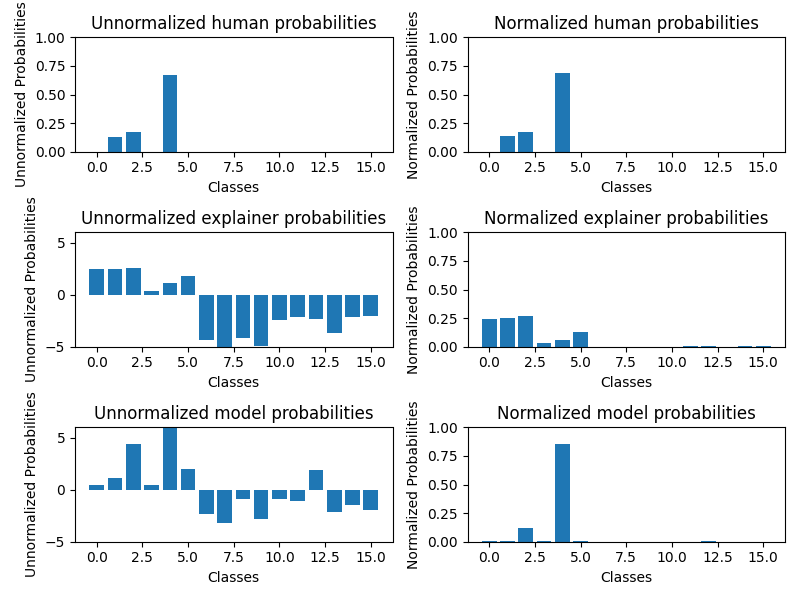 Unnormalized human probabilities
Unnormalized Probabilities
1.00
0.75
0.50
0.25
0.00
0.0 2.5 5.0 7.5 10.0 12.5 15.0
Classes
Normalized human probabilities
Normalized Probabilities
1.00
0.75
0.50
0.25
0.00
0.0 2.5 5.0 7.5 10.0 12.5 15.0
Classes
Unnormalized explainer probabilities
Unnormalized Probabilities
5
0
−5
0.0 2.5 5.0 7.5 10.0 12.5 15.0
Classes
Normalized explainer probabilities
Normalized Probabilities
1.00
0.75
0.50
0.25
0.00
0.0 2.5 5.0 7.5 10.0 12.5 15.0
Classes
Unnormalized model probabilities
Unnormalized Probabilities
5
0
−5
0.0 2.5 5.0 7.5 10.0 12.5 15.0
Classes
Normalized model probabilities
Normalized Probabilities
1.00
0.75
0.50
0.25
0.00
0.0 2.5 5.0 7.5 10.0 12.5 15.0
Classes